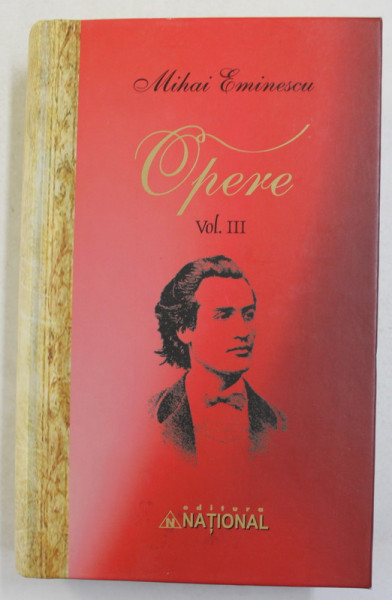 Mihai Eminescu
Opere
Vol. III
editura
N NAȚIONAL